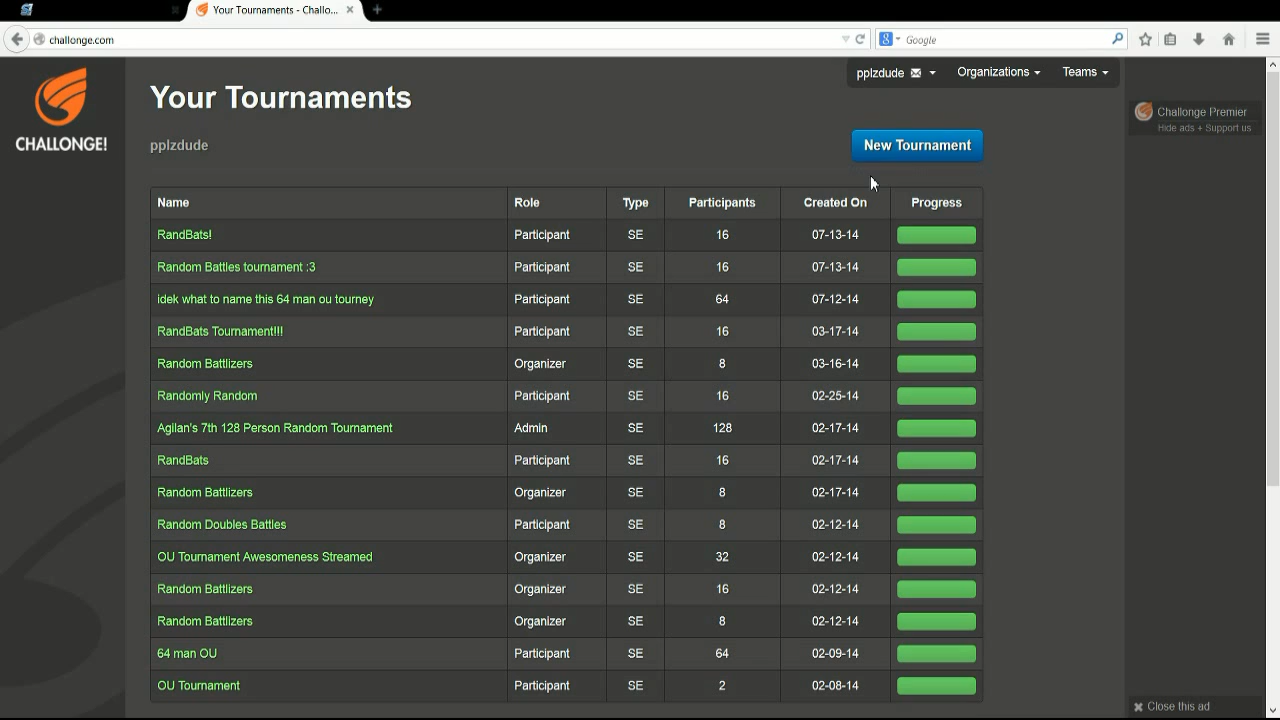 Your Tournaments - Challo...
challonge.com
Google
pplzdude
Organizations
Teams
CHALLONGE!
Your Tournaments
pplzdude
New Tournament
Challonge Premier
Hide ads + Support us
Name Role Type Participants Created On Progress
RandBats! Participant SE 16 07-13-14
Random Battles tournament :3 Participant SE 16 07-13-14
idek what to name this 64 man ou tourney Participant SE 64 07-12-14
RandBats Tournament!!! Participant SE 16 03-17-14
Random Battlizers Organizer SE 8 03-16-14
Randomly Random Participant SE 16 02-25-14
Agilan's 7th 128 Person Random Tournament Admin SE 128 02-17-14
RandBats Participant SE 16 02-17-14
Random Battlizers Organizer SE 8 02-17-14
Random Doubles Battles Participant SE 8 02-12-14
OU Tournament Awesomeness Streamed Organizer SE 32 02-12-14
Random Battlizers Organizer SE 16 02-12-14
Random Battlizers Organizer SE 8 02-12-14
64 man OU Participant SE 64 02-09-14
OU Tournament Participant SE 2 02-08-14
Close this ad